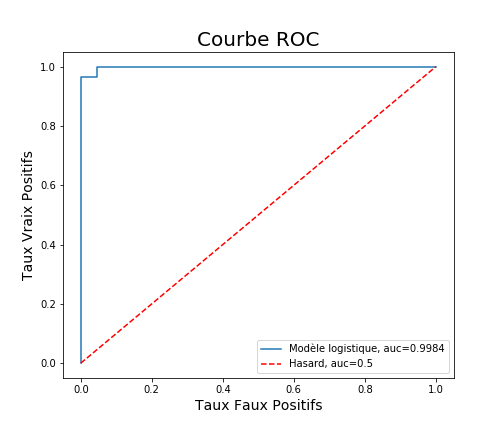 Courbe ROC
1.0
0.8
0.6
0.4
0.2
0.0
Taux Vraix Positifs
0.0 0.2 0.4 0.6 0.8 1.0
Taux Faux Positifs
Modèle logistique, auc=0.9984
Hasard, auc=0.5